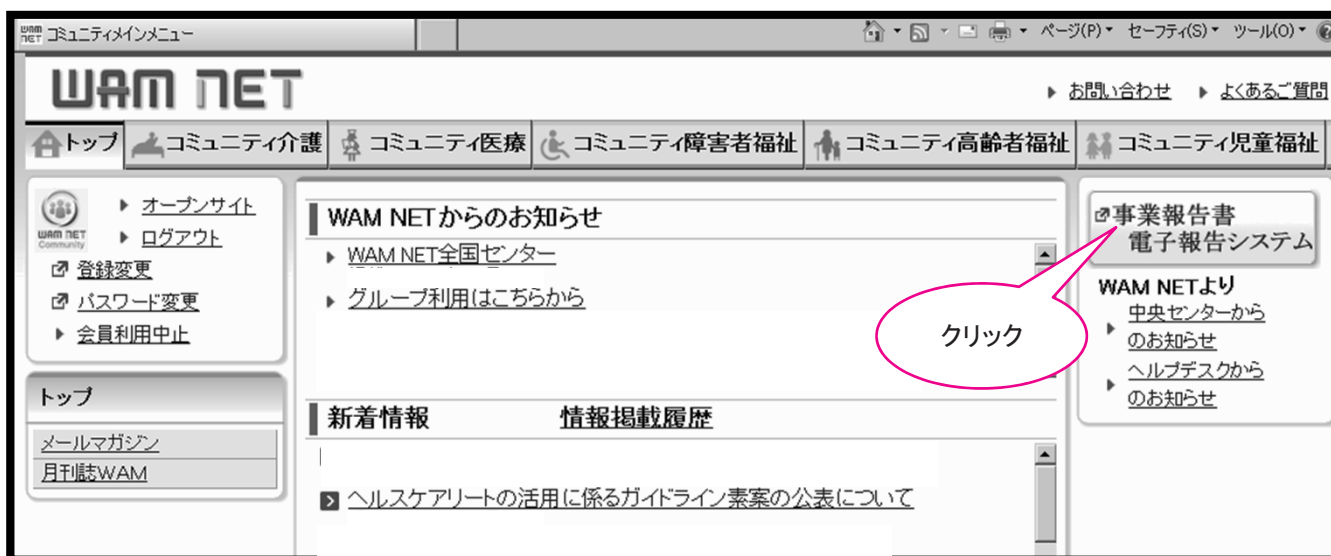 WAM NET コミュニティメインメニュー
ページ(P) セーフティ(S) ツール(O)
WAM NET
お問い合わせ よくあるご質問
トップ コミュニティ介護 コミュニティ医療 コミュニティ障害者福祉 コミュニティ高齢者福祉 コミュニティ児童福祉
WAM NET
Community
オープンサイト
ログアウト
登録変更
パスワード変更
会員利用中止
トップ
メールマガジン
月刊誌WAM
WAM NETからのお知らせ
WAM NET全国センター
グループ利用はこちらから
新着情報 情報掲載履歴
ヘルスケアリートの活用に係るガイドライン素案の公表について
クリック
事業報告書
電子報告システム
WAM NETより
中央センターから
のお知らせ
ヘルプデスクから
のお知らせ